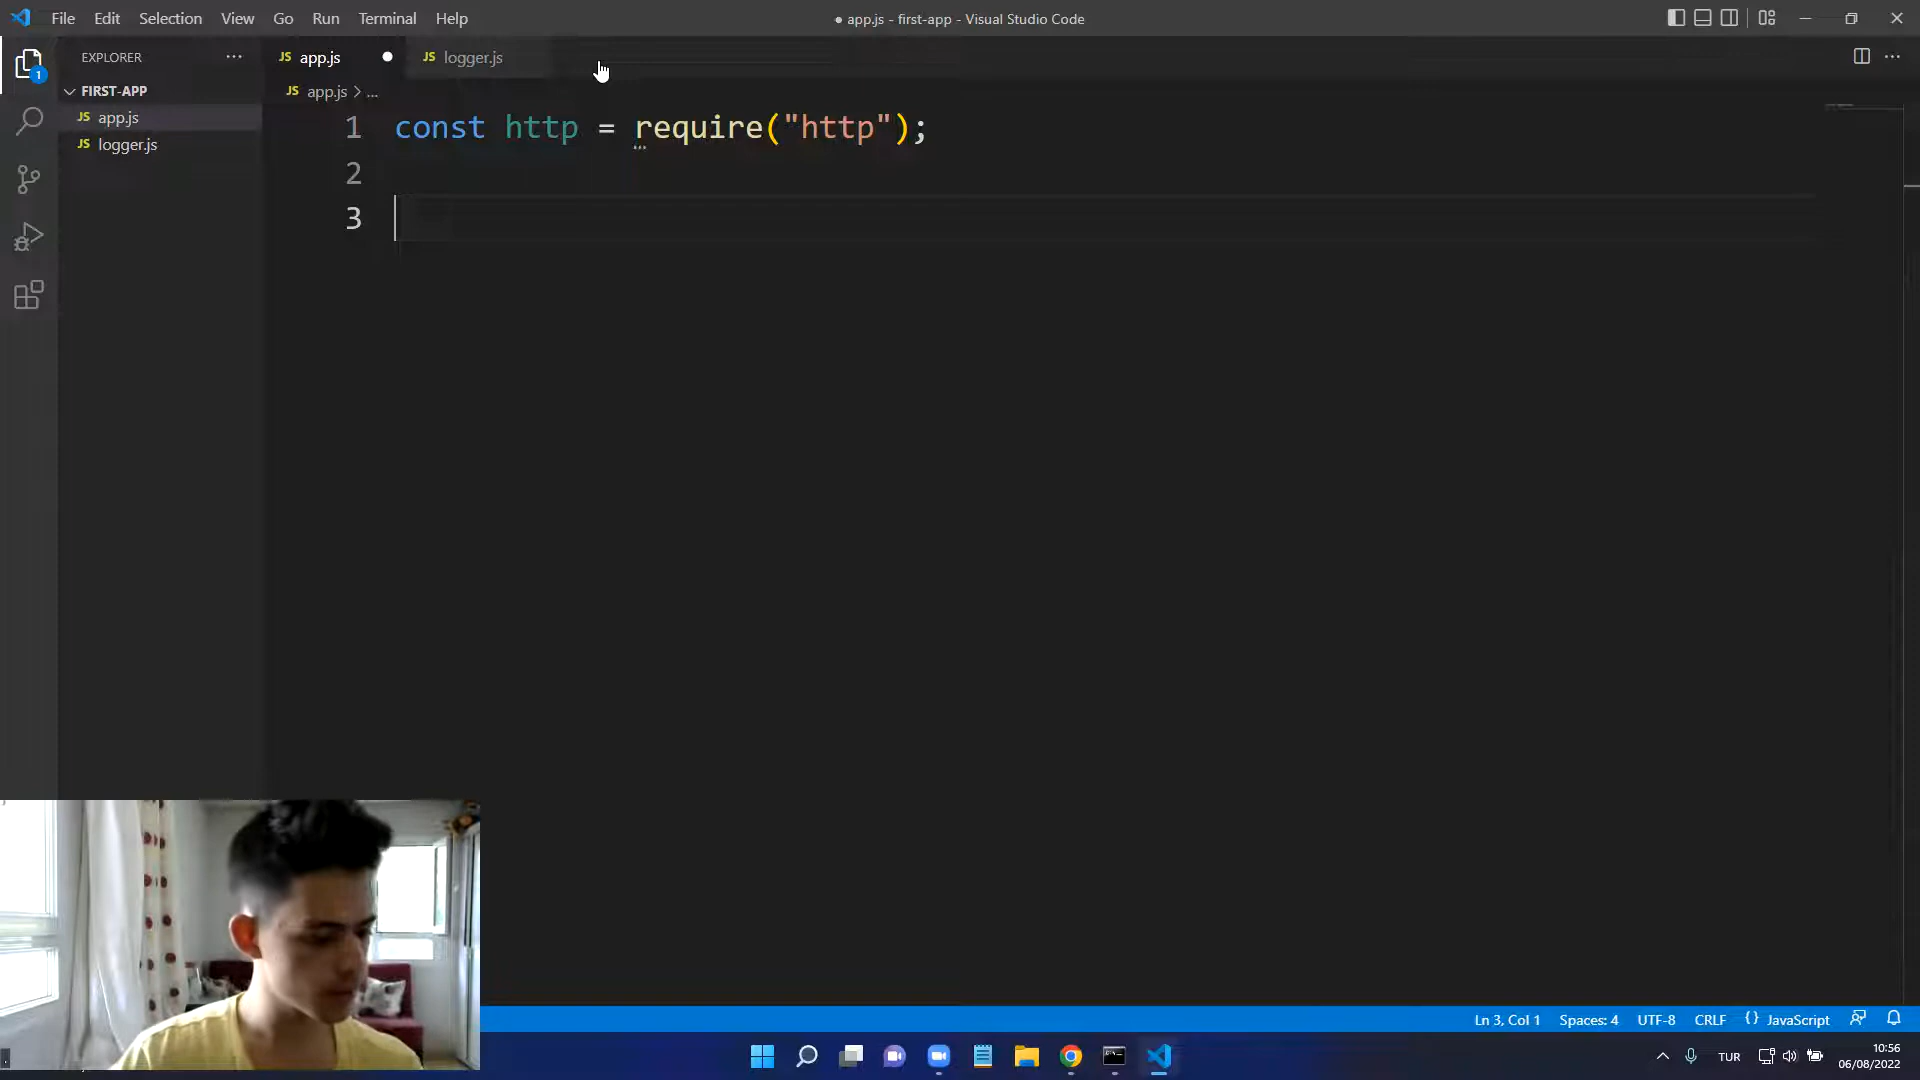 File Edit Selection View Go Run Terminal Help
● app.js - first-app - Visual Studio Code
EXPLORER ...
JS app.js ●
JS logger.js
FIRST-APP
JS app.js
JS logger.js
1
JS app.js > ...
1 const http = require("http");
2
3
Ln 3, Col 1 Spaces: 4 UTF-8 CRLF {} JavaScript
TUR
10:56
06/08/2022